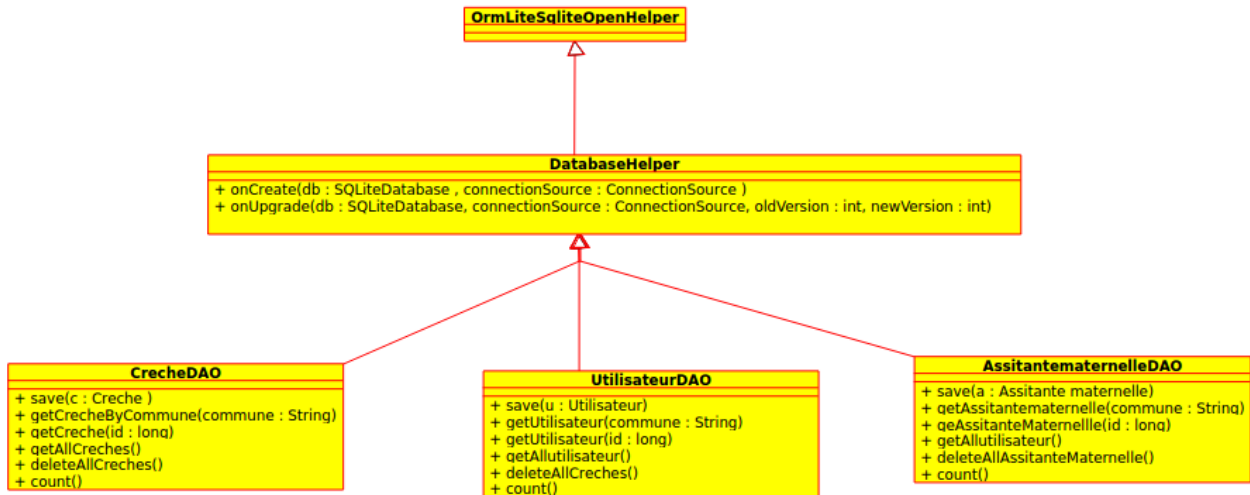 OrmLiteSqliteOpenHelper
DatabaseHelper
+ onCreate(db : SQLiteDatabase , connectionSource : ConnectionSource )
+ onUpgrade(db : SQLiteDatabase, connectionSource : ConnectionSource, oldVersion : int, newVersion : int)
CrecheDAO
+ save(c : Creche )
+ getCrecheByCommune(commune : String)
+ getCreche(id : long)
+ getAllCreches()
+ deleteAllCreches()
+ count()
UtilisateurDAO
+ save(u : Utilisateur)
+ getUtilisateur(commune : String)
+ getUtilisateur(id : long)
+ getAllutilisateur()
+ deleteAllCreches()
+ count()
AssitantematernelleDAO
+ save(a : Assitante maternelle)
+ getAssitantematernelle(commune : String)
+ geAssitanteMaternellle(id : long)
+ getAllutilisateur()
+ deleteAllAssitanteMaternelle()
+ count()